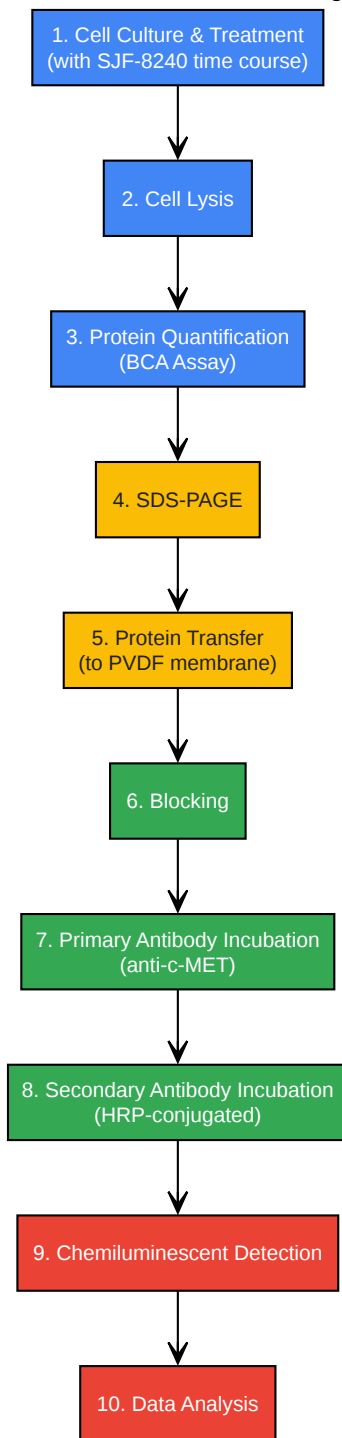 1. Cell Culture & Treatment
(with SJF-8240 time course)
2. Cell Lysis
3. Protein Quantification
(BCA Assay)
4. SDS-PAGE
5. Protein Transfer
(to PVDF membrane)
6. Blocking
7. Primary Antibody Incubation
(anti-c-MET)
8. Secondary Antibody Incubation
(HRP-conjugated)
9. Chemiluminescent Detection
10. Data Analysis